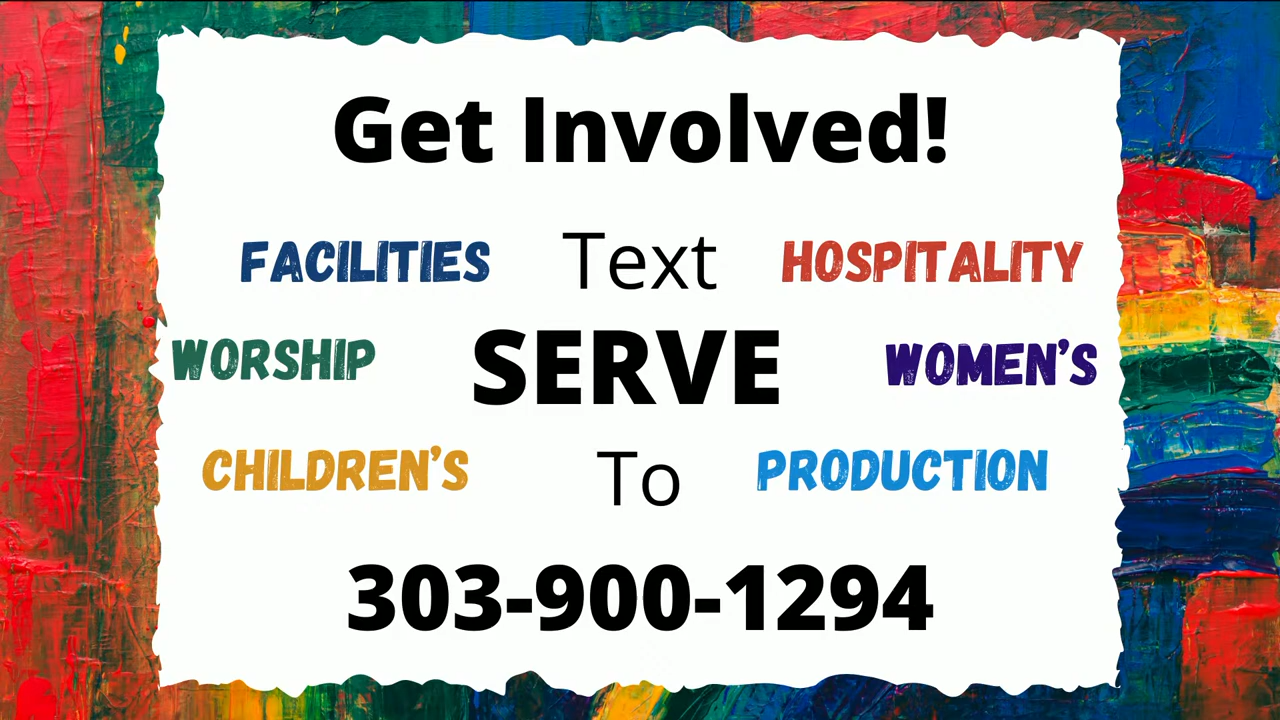 Get Involved!
FACILITIES Text HOSPITALITY
WORSHIP SERVE WOMEN'S
CHILDREN'S To PRODUCTION
303-900-1294